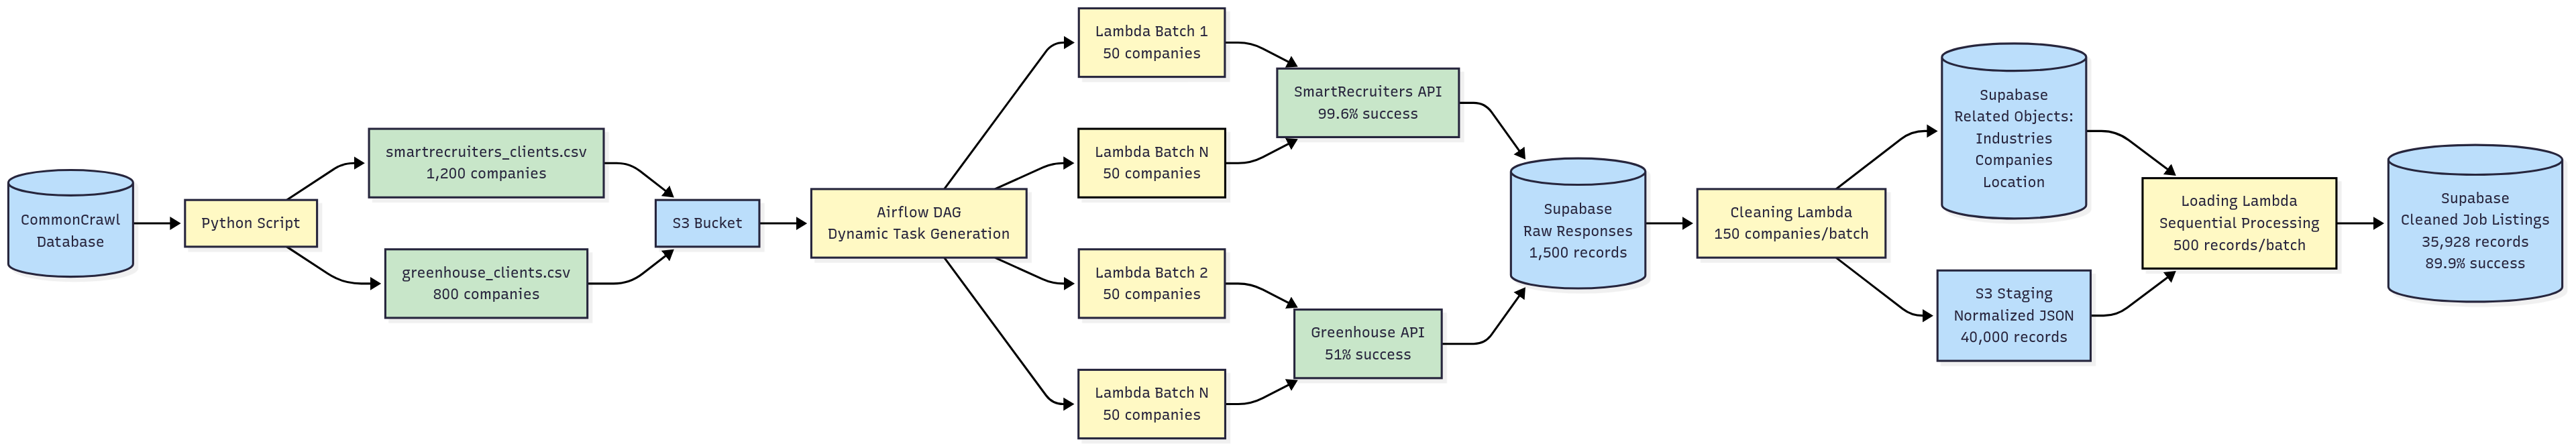 CommonCrawl
Database
Python Script
smartrecruiters_clients.csv
1,200 companies
greenhouse_clients.csv
800 companies
S3 Bucket
Airflow DAG
Dynamic Task Generation
Lambda Batch 1
50 companies
Lambda Batch N
50 companies
Lambda Batch 2
50 companies
Lambda Batch N
50 companies
SmartRecruiters API
99.6% success
Greenhouse API
51% success
Supabase
Raw Responses
1,500 records
Cleaning Lambda
150 companies/batch
Supabase
Related Objects:
Industries
Companies
Location
S3 Staging
Normalized JSON
40,000 records
Loading Lambda
Sequential Processing
500 records/batch
Supabase
Cleaned Job Listings
35,928 records
89.9% success